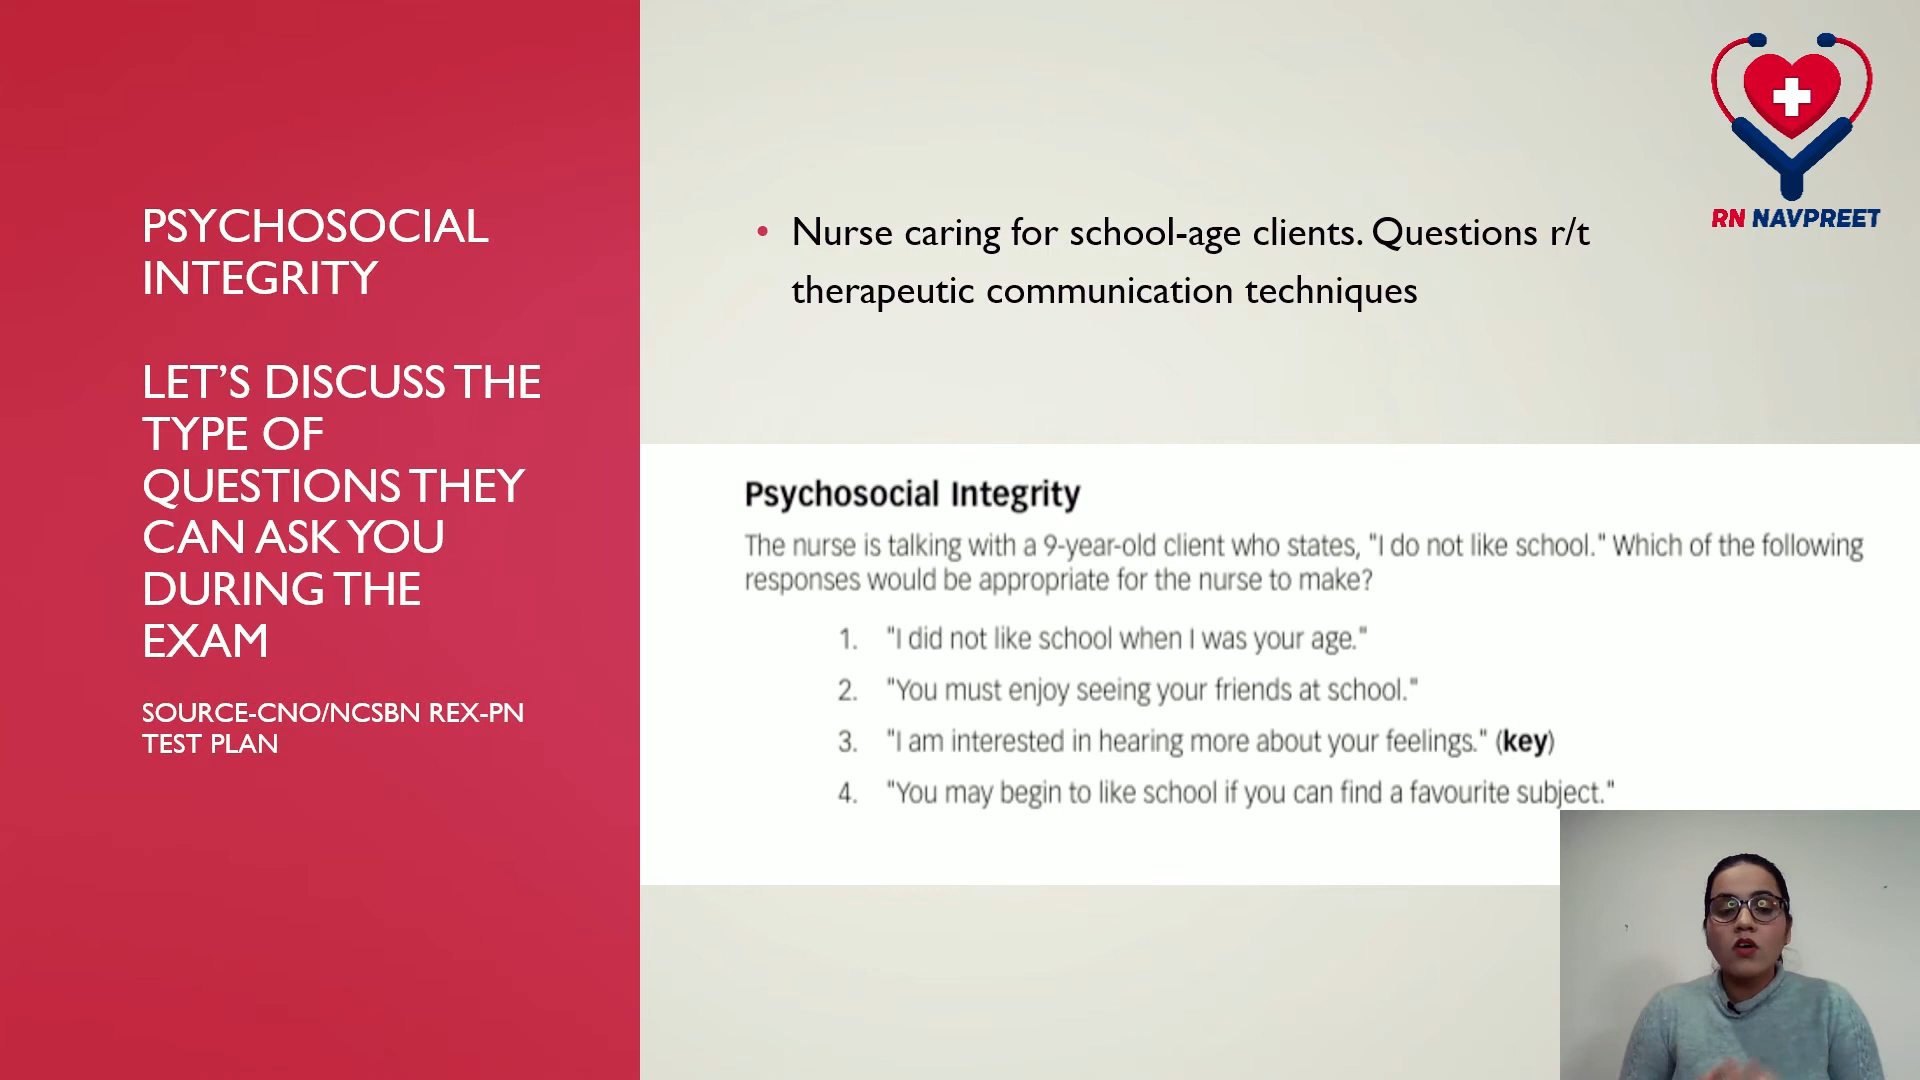 PSYCHOSOCIAL
INTEGRITY
LET'S DISCUSS THE
TYPE OF
QUESTIONS THEY
CAN ASK YOU
DURING THE
EXAM
SOURCE-CNO/NCSBN REX-PN
TEST PLAN
• Nurse caring for school-age clients. Questions r/t
therapeutic communication techniques
RN NAVPREET
Psychosocial Integrity
The nurse is talking with a 9-year-old client who states, "I do not like school." Which of the following
responses would be appropriate for the nurse to make?
1. "I did not like school when I was your age."
2. "You must enjoy seeing your friends at school."
3. "I am interested in hearing more about your feelings." (key)
4. "You may begin to like school if you can find a favourite subject."